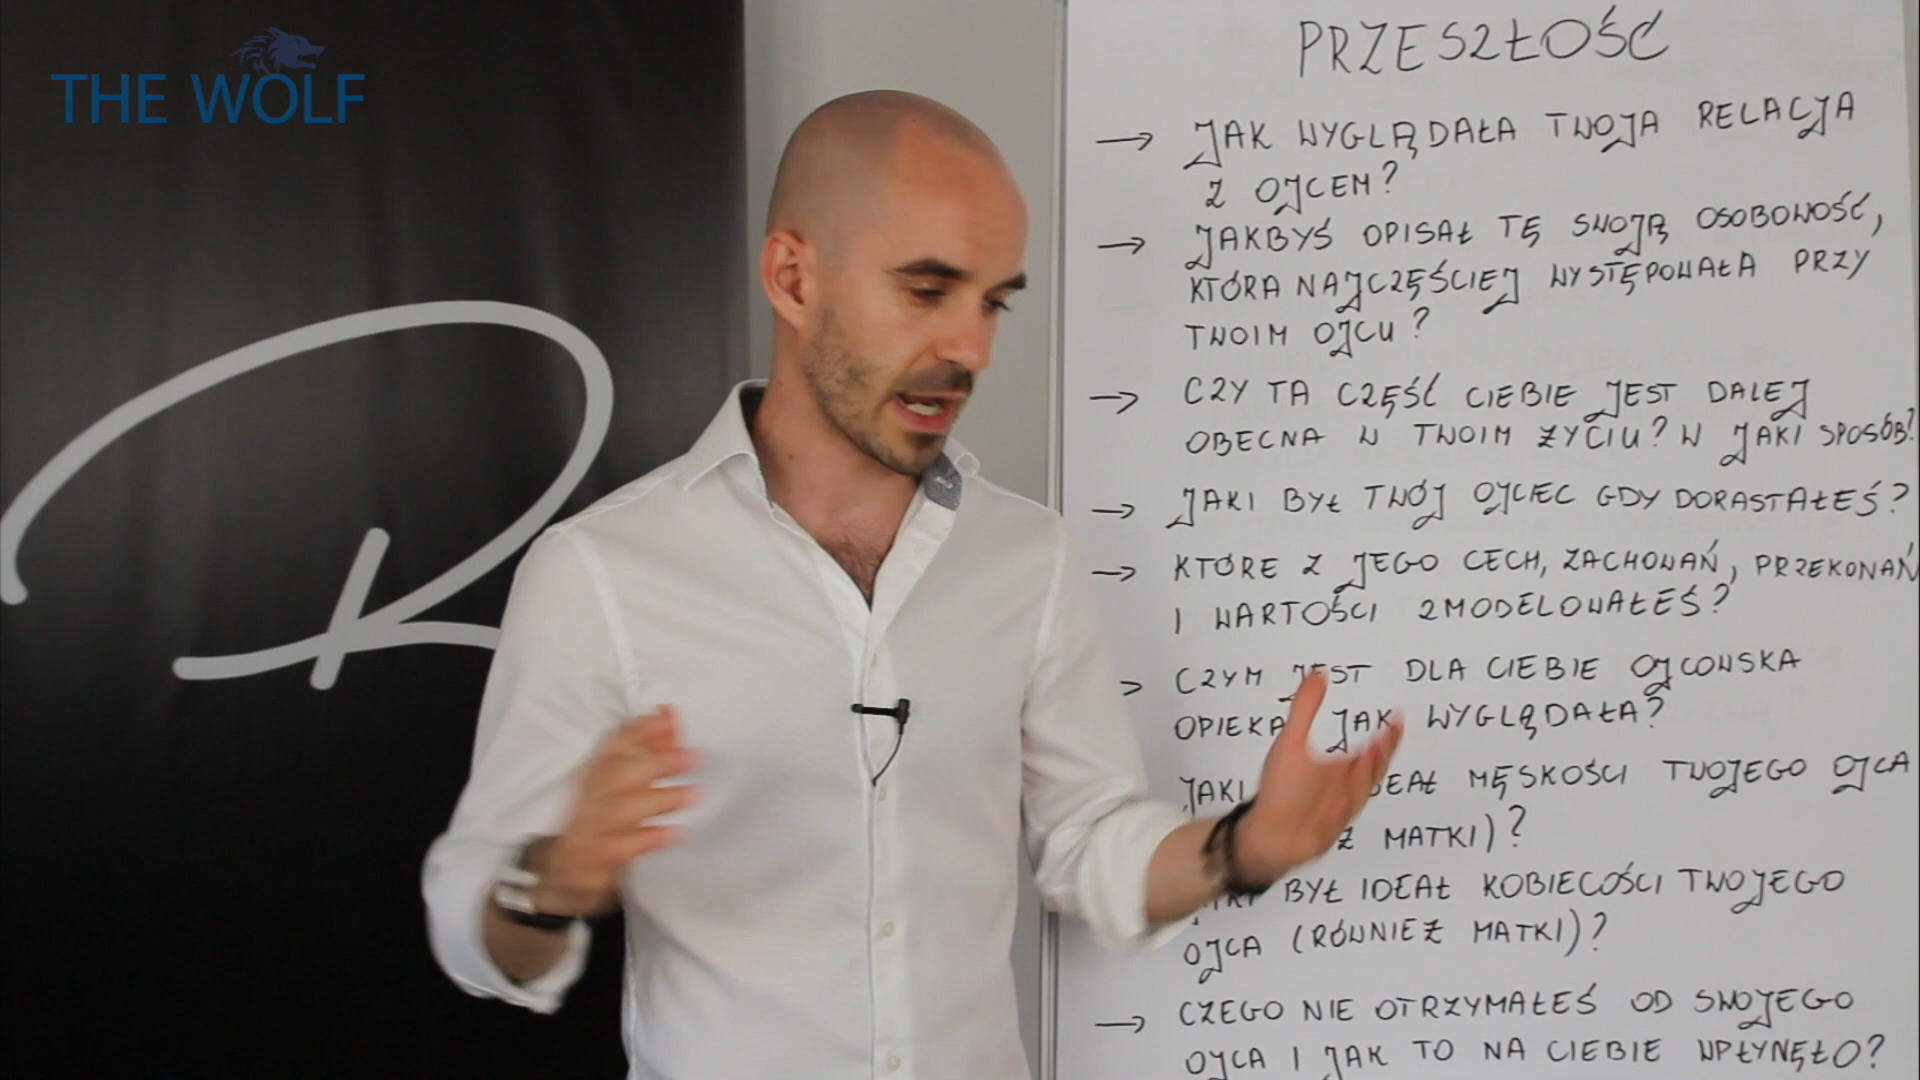 THE WOLF
R
PRZESZŁOŚĆ
→ JAK WYGLĄDAŁA TWOJA RELACJA
Z OJCEM?
→ JAKBYŚ OPISAŁ TĘ SWOJĄ OSOBOWOŚĆ,
KTÓRA NAJCZĘŚCIEJ WYSTĘPOWAŁA PRZY
TWOIM OJCU?
→ CZY TA CZĘŚĆ CIEBIE JEST DALEJ
OBECNA W TWOIM ŻYCIU? W JAKI SPOSÓB?
→ JAKI BYŁ TWÓJ OJCIEC GDY DORASTAŁEŚ?
→ KTÓRE Z JEGO CECH, ZACHOWAŃ, PRZEKONAŃ
I WARTOŚCI ZMODELOWAŁEŚ?
> CZYM JEST DLA CIEBIE OJCOWSKA
OPIEKA JAK WYGLĄDAŁA?
JAKI MĘSKOŚCI TWOJEGO OJCA
MATKI)?
BYŁ IDEAŁ KOBIECOŚCI TWOJEGO
OJCA (RÓWNIEŻ MATKI)?
→ CZEGO NIE OTRZYMAŁEŚ OD SWOJEGO
OJCA I JAK TO NA CIEBIE WPŁYNĘŁO?